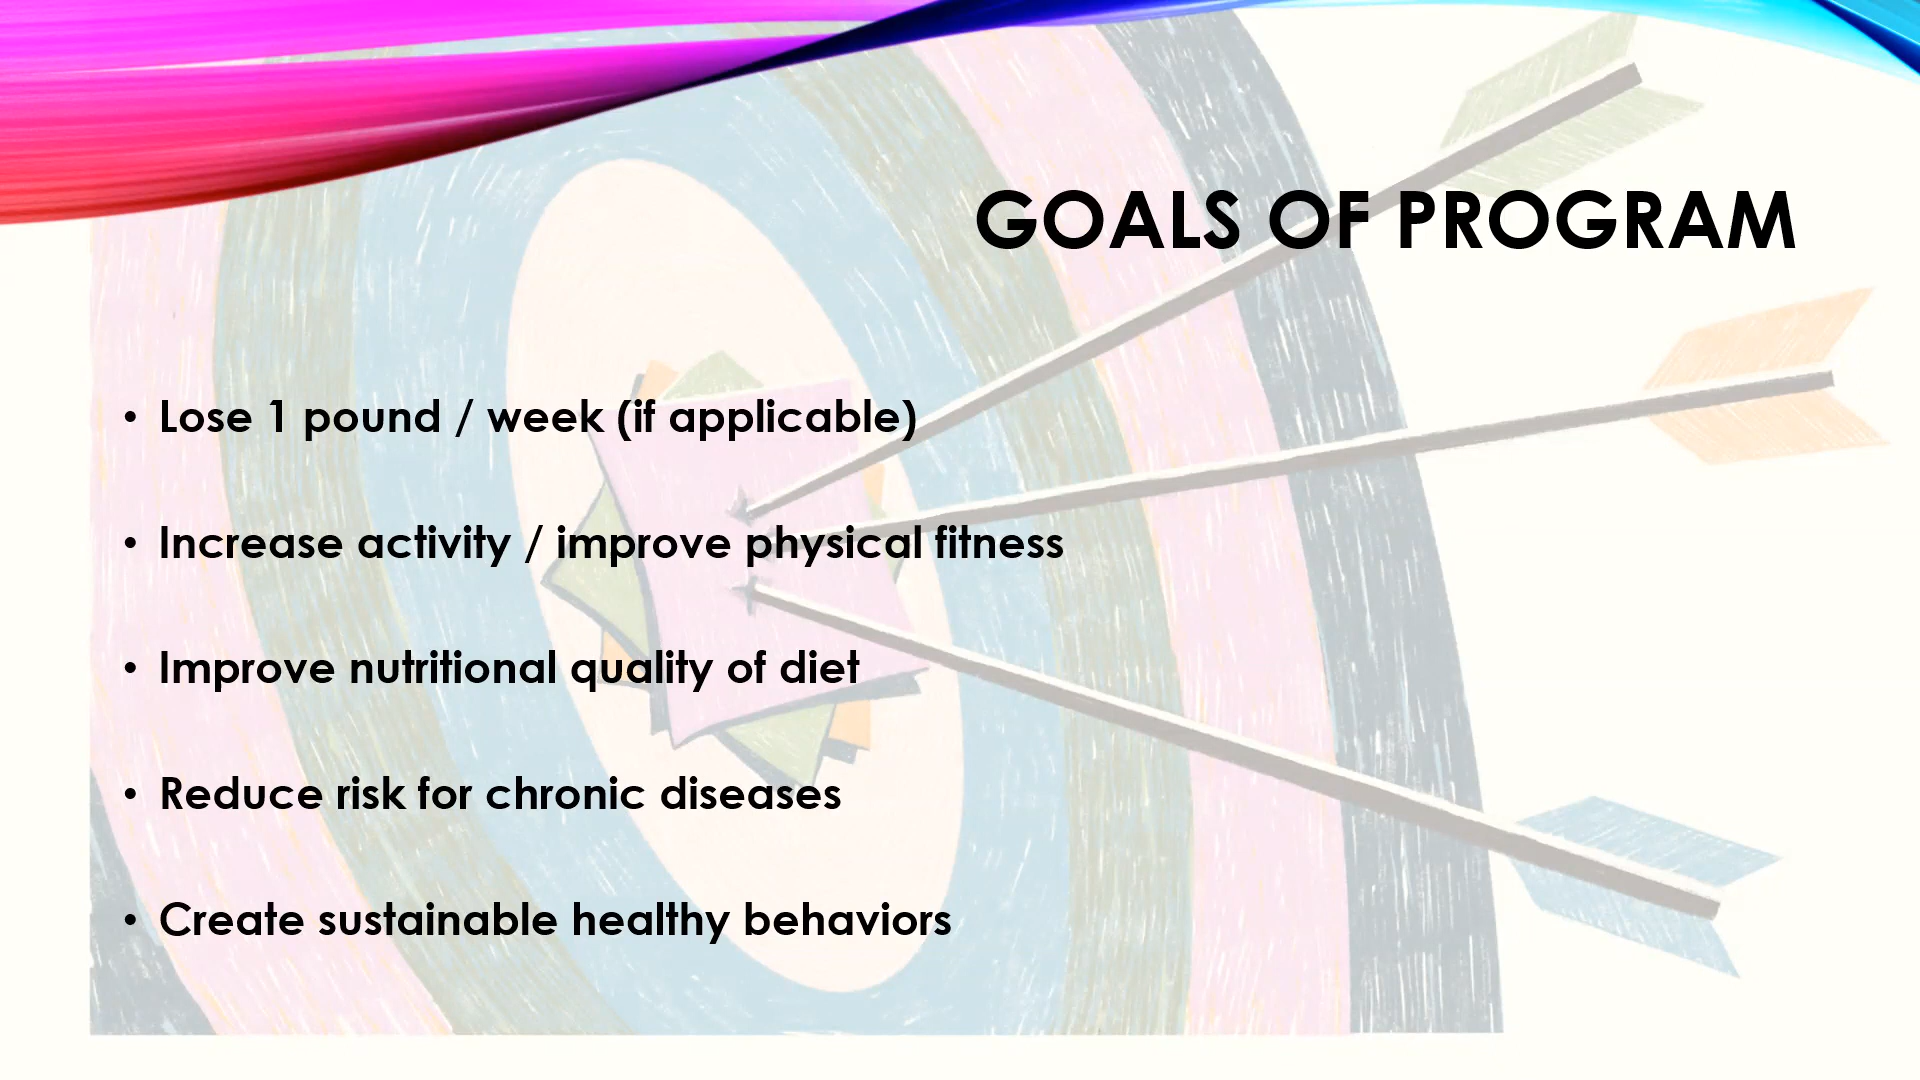 GOALS OF PROGRAM
• Lose 1 pound / week (if applicable)
• Increase activity / improve physical fitness
• Improve nutritional quality of diet
• Reduce risk for chronic diseases
• Create sustainable healthy behaviors